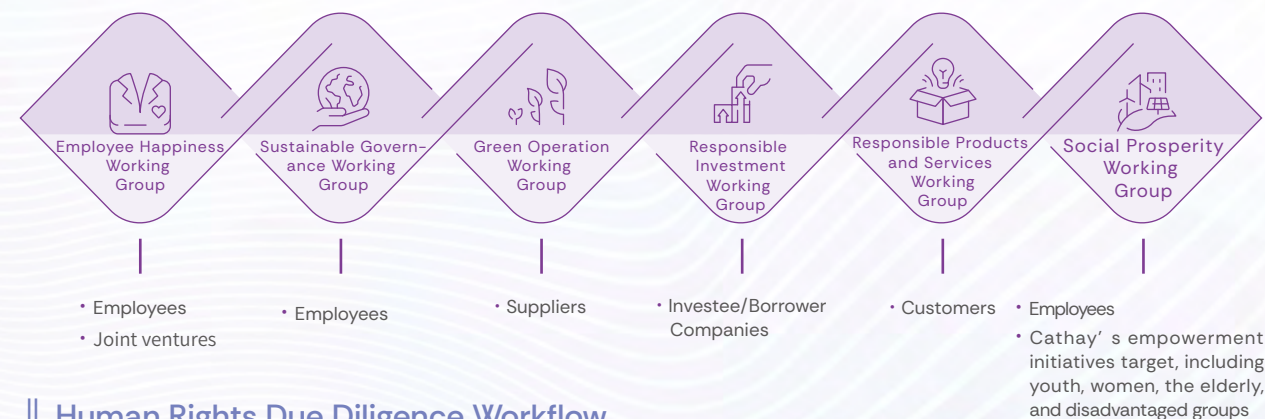 Employee Happiness
Working
Group
Sustainable Govern-
ance Working
Group
Green Operation
Working
Group
Responsible
Investment
Working
Group
Responsible Products
and Services
Working
Group
Social Prosperity
Working
Group
• Employees
• Joint ventures
• Employees
• Suppliers
• Investee/Borrower
Companies
• Customers
• Employees
• Cathay’ s empowerment
initiatives target, including
youth, women, the elderly,
and disadvantaged groups
Human Rights Due Diligence Workflow